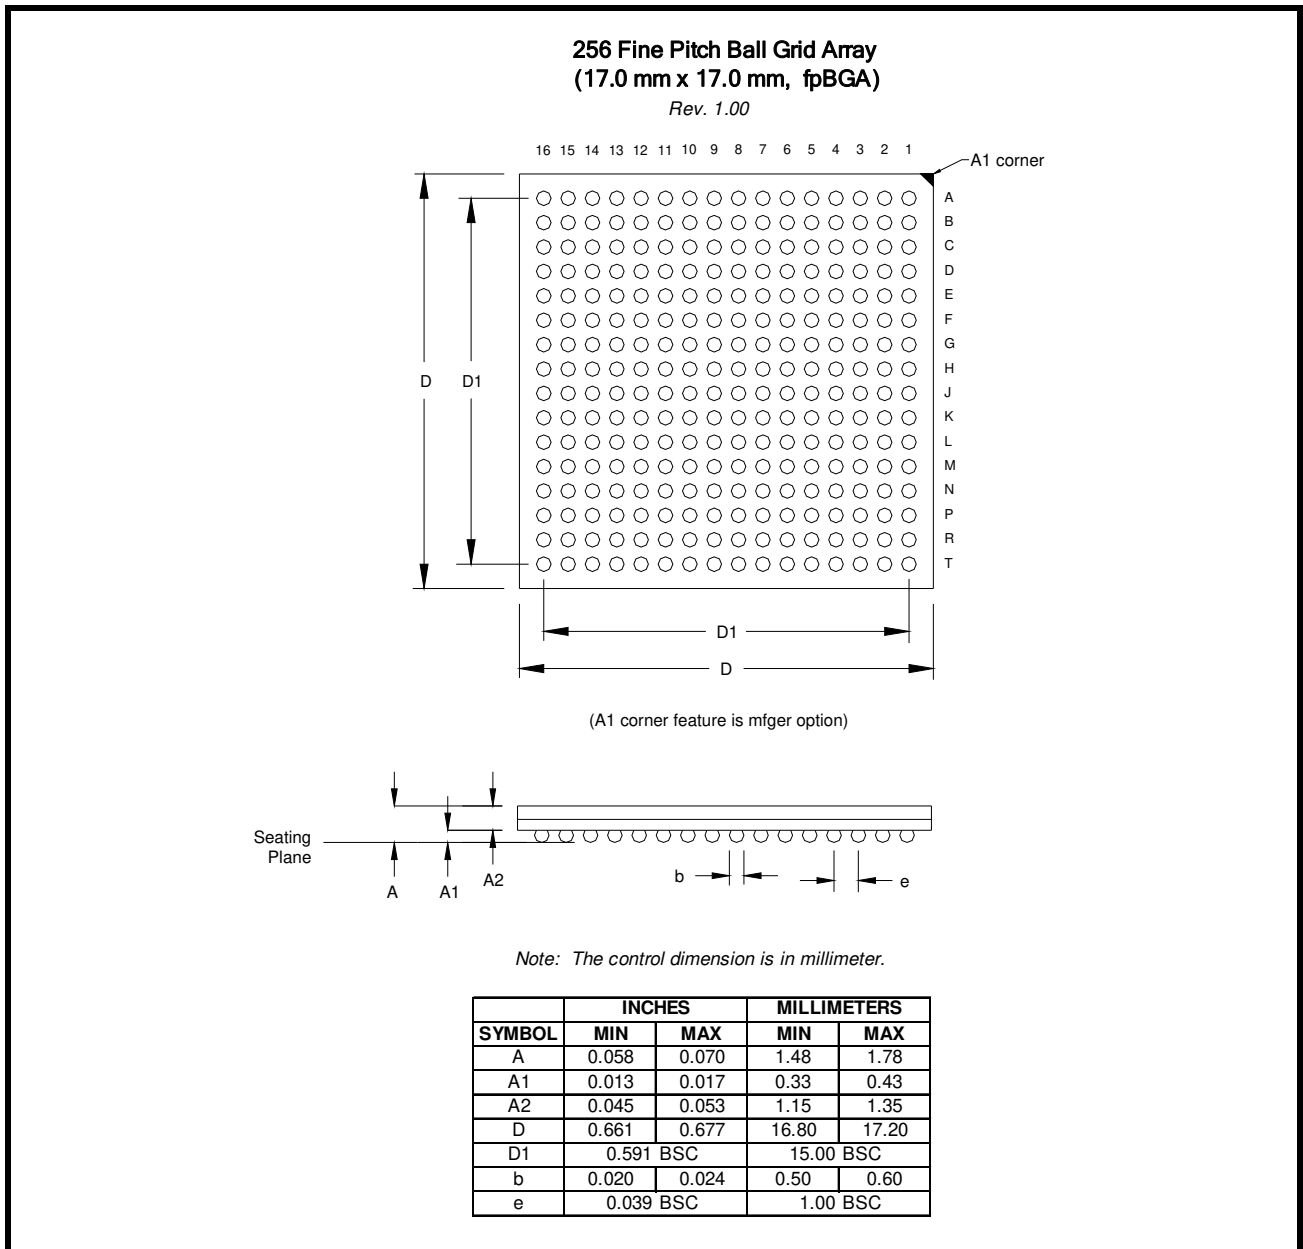 256 Fine Pitch Ball Grid Array
(17.0 mm x 17.0 mm, fpBGA)
Rev. 1.00
16 15 14 13 12 11 10 9 8 7 6 5 4 3 2 1
A1 corner
A
B
C
D
E
F
G
H
J
K
L
M
N
P
R
T
D D1
D1
D
(A1 corner feature is mfger option)
Seating
Plane
A A1 A2
b e
Note: The control dimension is in millimeter.
INCHES MILLIMETERS
SYMBOL MIN MAX MIN MAX
A 0.058 0.070 1.48 1.78
A1 0.013 0.017 0.33 0.43
A2 0.045 0.053 1.15 1.35
D 0.661 0.677 16.80 17.20
D1 0.591 BSC 15.00 BSC
b 0.020 0.024 0.50 0.60
e 0.039 BSC 1.00 BSC